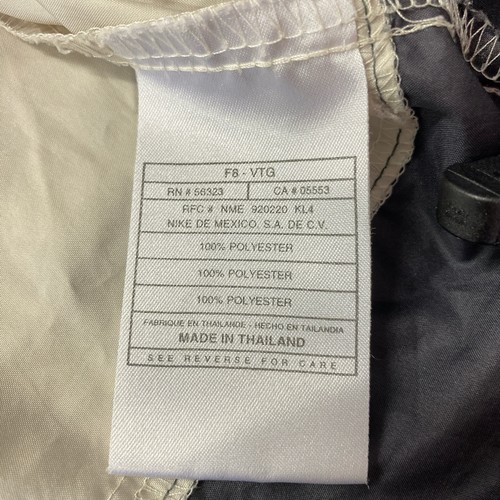 F8 - VTG
RN # 56323 CA # 05553
RFC # NME 920220 KL4
NIKE DE MEXICO, S.A. DE C.V.
100% POLYESTER
100% POLYESTER
100% POLYESTER
FABRIQUE EN THAILANDE - HECHO EN TAILANDIA
MADE IN THAILAND
SEE REVERSE FOR CARE